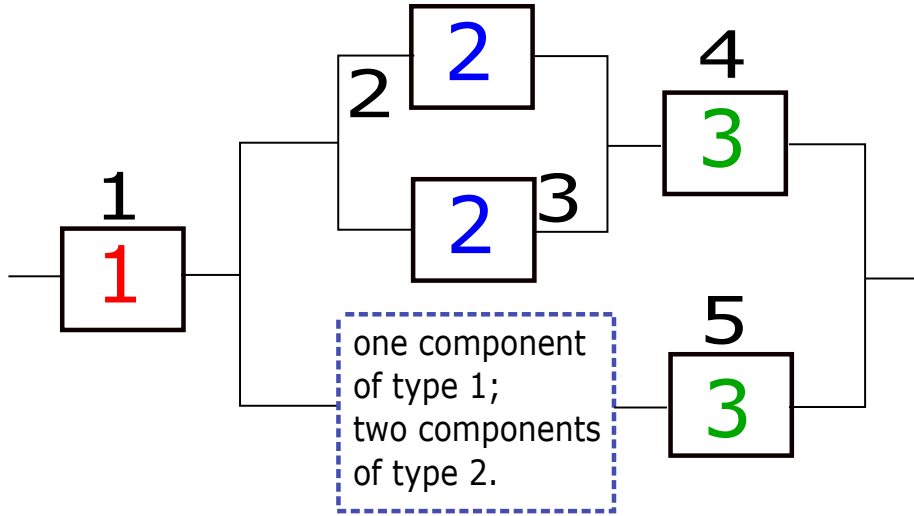 2
4
2
3
1
2
3
1
5
one component
of type 1;
two components
of type 2.
3